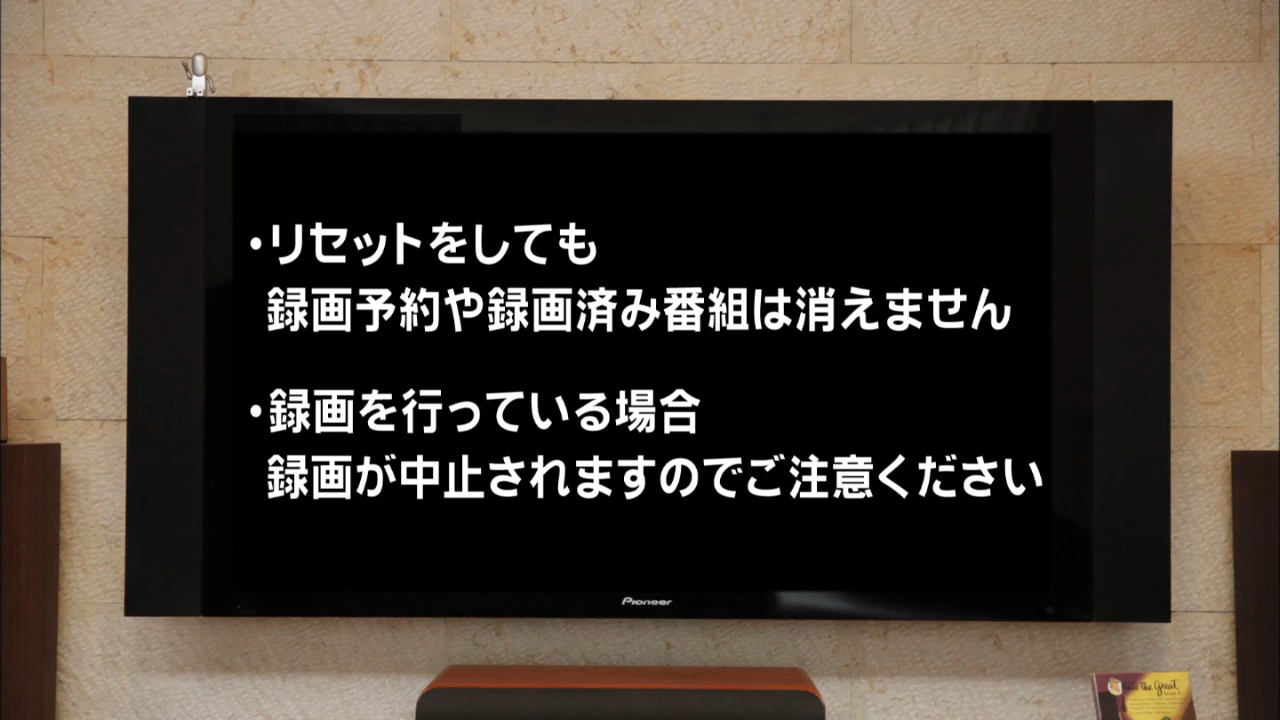 ・リセットをしても
録画予約や録画済み番組は消えません
・録画を行っている場合
録画が中止されますのでご注意ください
Pioneer
The Great